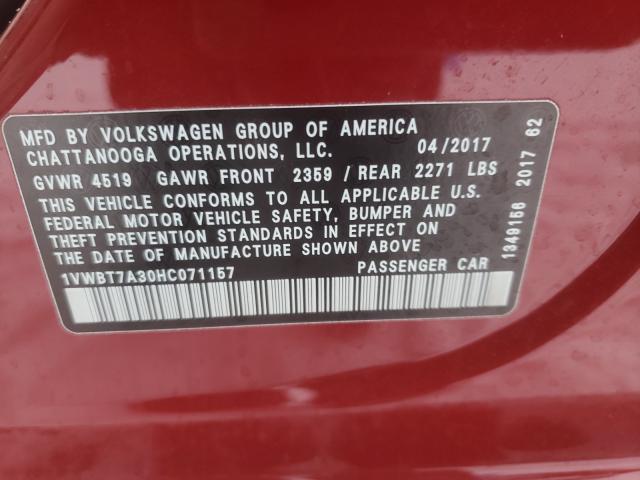 MFD BY VOLKSWAGEN GROUP OF AMERICA
CHATTANOOGA OPERATIONS, LLC. 04/2017
GVWR 4519 GAWR FRONT 2359 / REAR 2271 LBS
THIS VEHICLE CONFORMS TO ALL APPLICABLE U.S.
FEDERAL MOTOR VEHICLE SAFETY, BUMPER AND
THEFT PREVENTION STANDARDS IN EFFECT ON
THE DATE OF MANUFACTURE SHOWN ABOVE
1VWBT7A30HC071157 PASSENGER CAR
1349156 2017 62